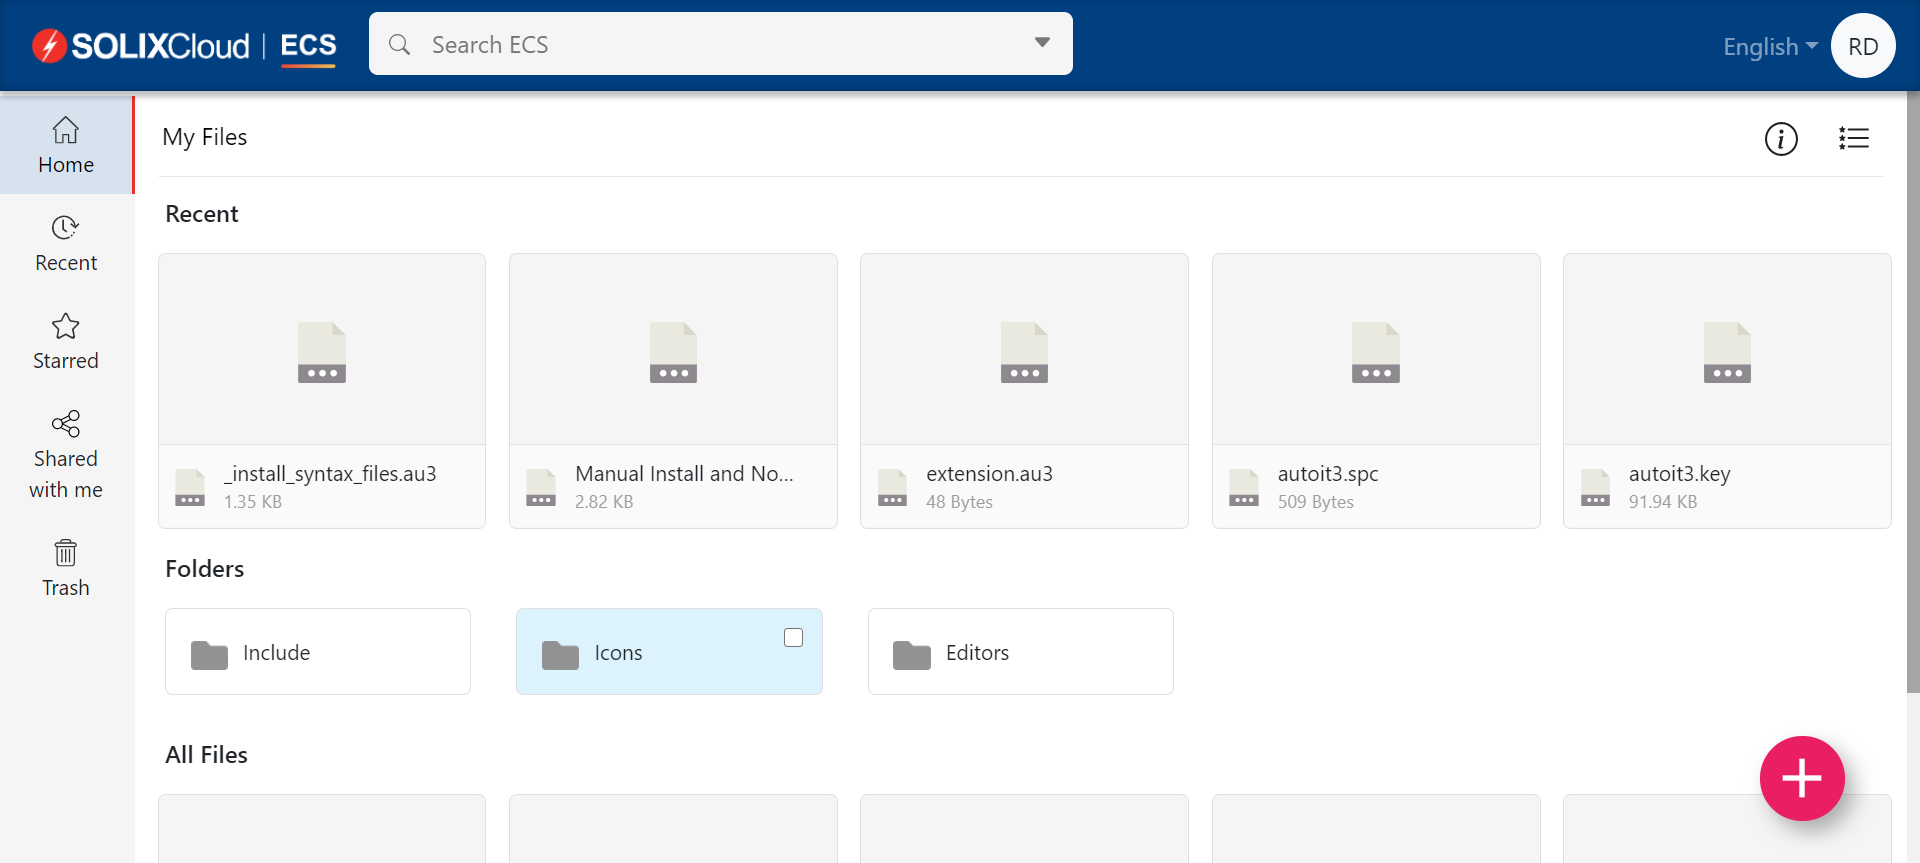 SOLIXCloud | ECS
Search ECS
English
RD
Home
Recent
Starred
Shared
with me
Trash
My Files
Recent
_install_syntax_files.au3
1.35 KB
Manual Install and No...
2.82 KB
extension.au3
48 Bytes
autoit3.spc
509 Bytes
autoit3.key
91.94 KB
Folders
Include
Icons
Editors
All Files